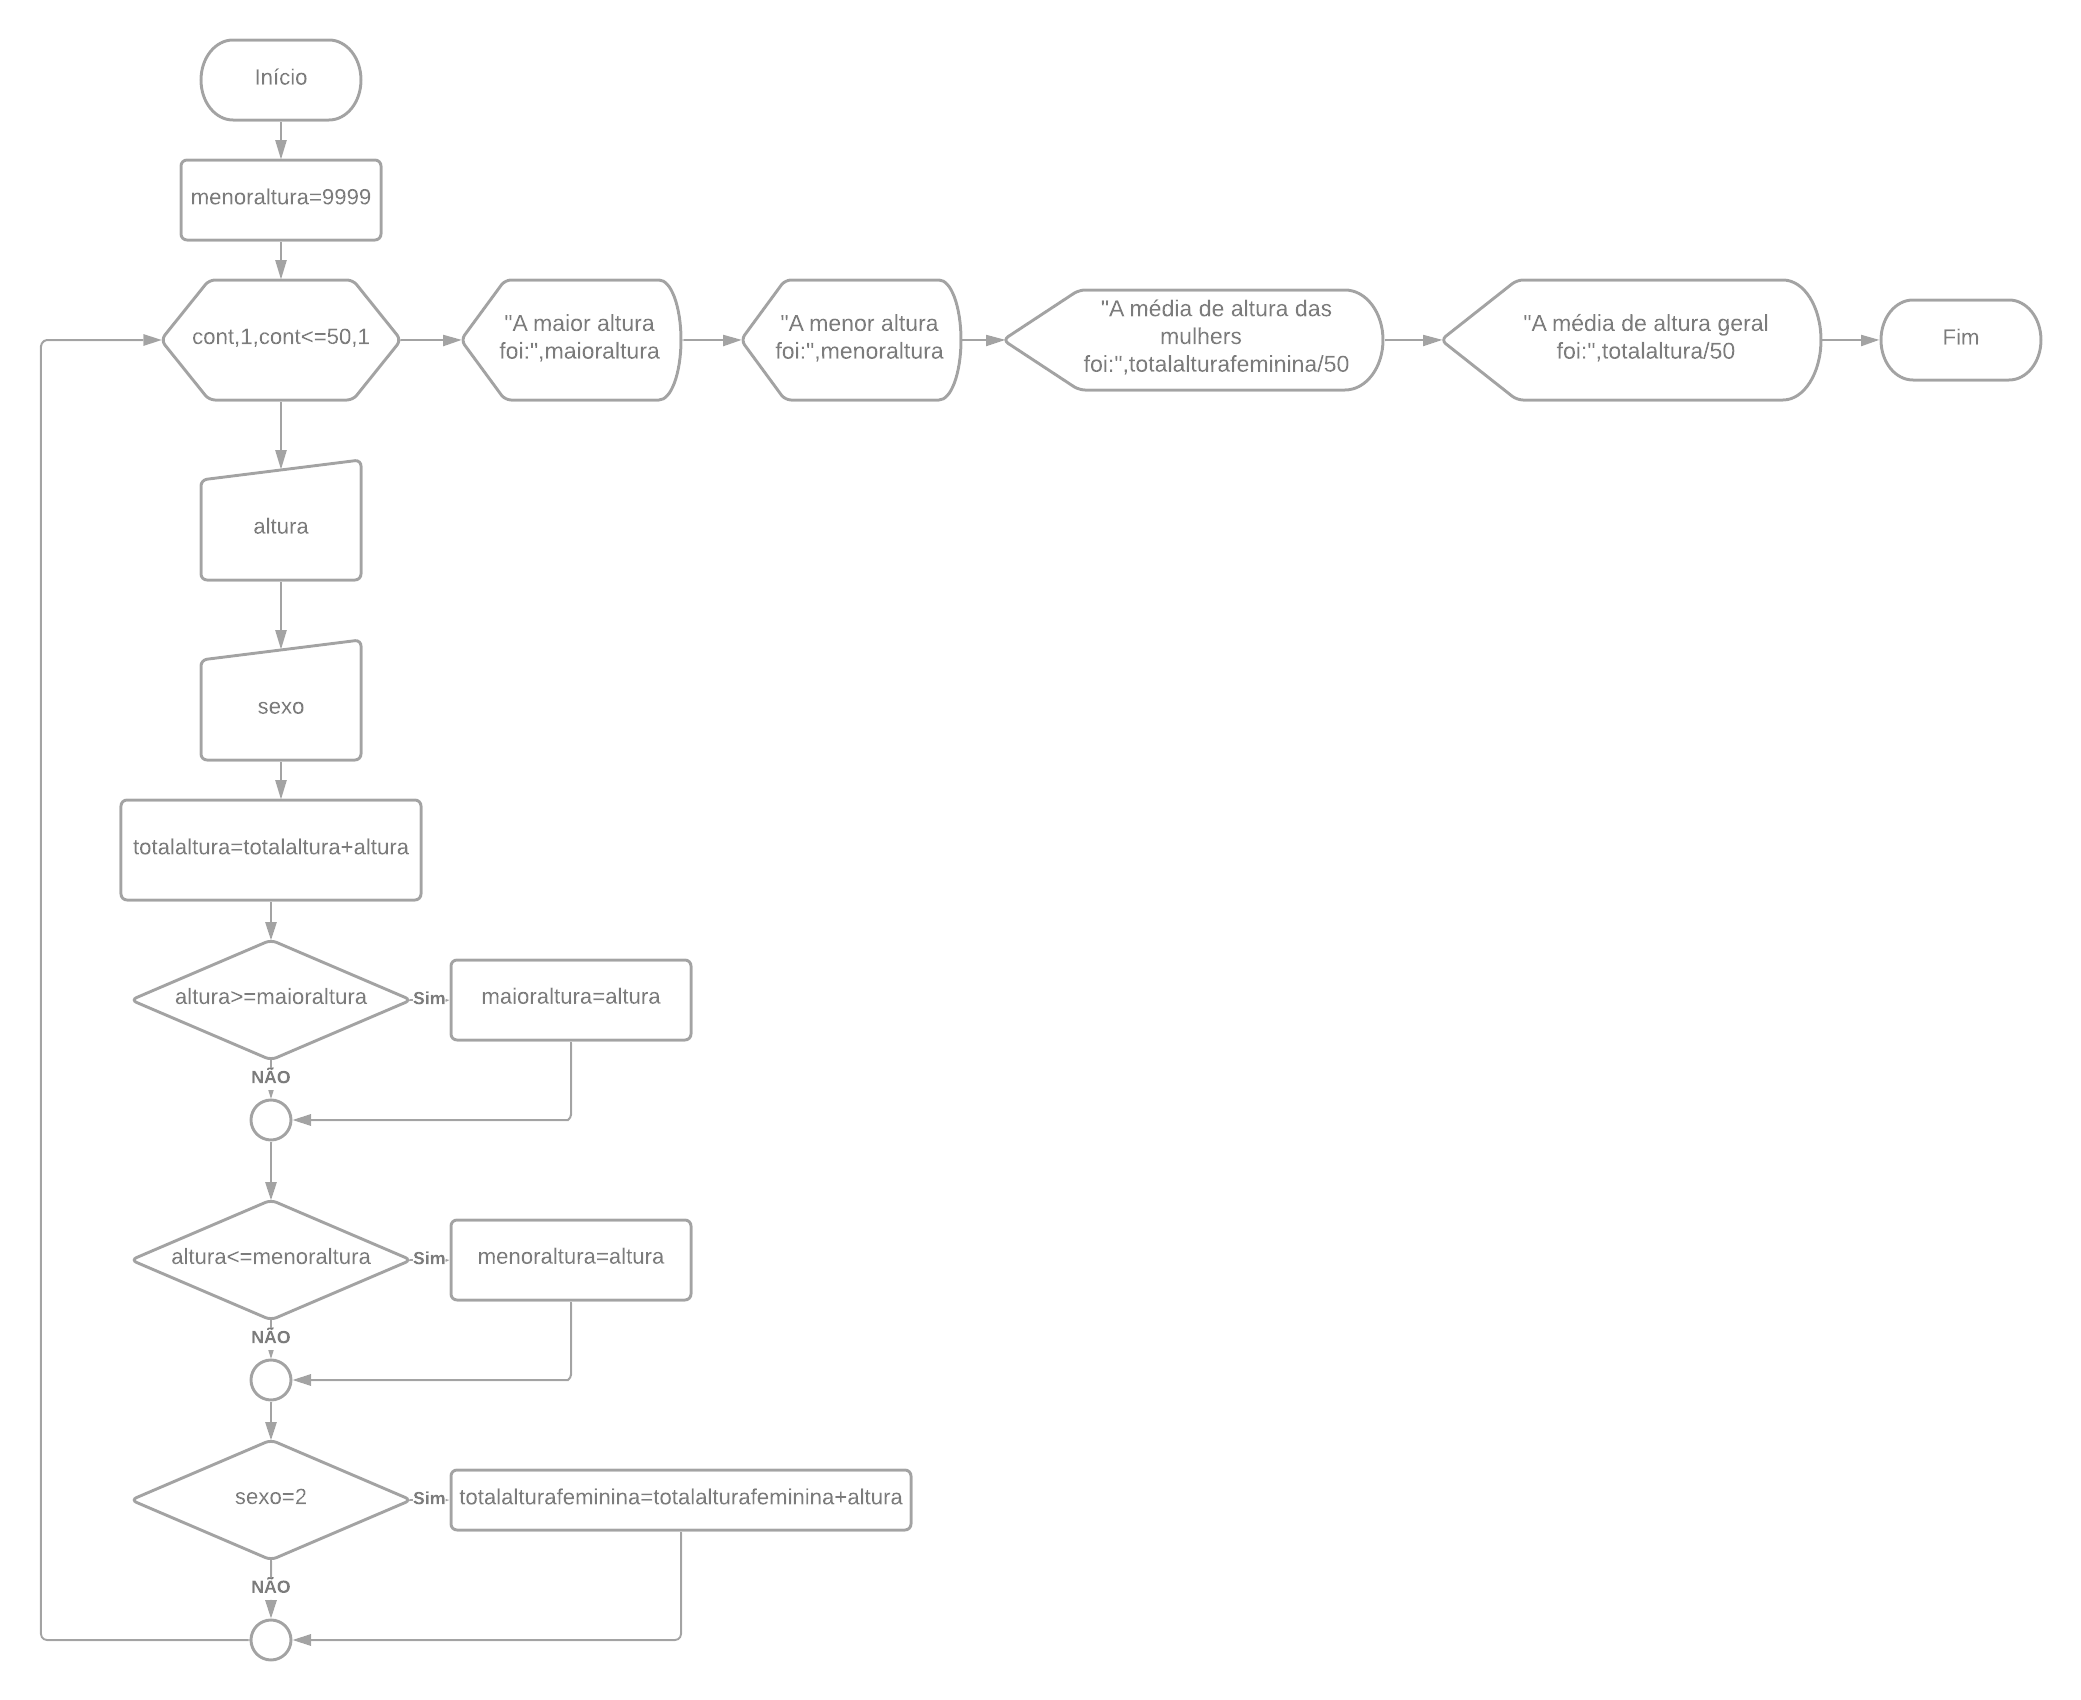 Início
menoraltura=9999
cont,1,cont<=50,1
"A maior altura
foi:",maioraltura
"A menor altura
foi:",menoraltura
"A média de altura das
mulhers
foi:",totalalturafeminina/50
"A média de altura geral
foi:",totalaltura/50
Fim
altura
sexo
totalaltura=totalaltura+altura
altura>=maioraltura
Sim
maioraltura=altura
NÃO
altura<=menoraltura
Sim
menoraltura=altura
NÃO
sexo=2
Sim
totalalturafeminina=totalalturafeminina+altura
NÃO